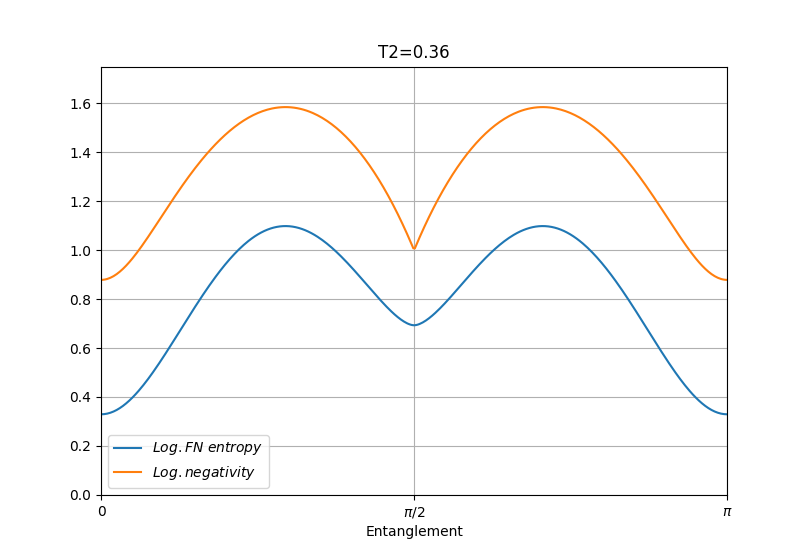 T2=0.36
1.6
1.4
1.2
1.0
0.8
0.6
0.4
0.2
0.0
Log. FN entropy
Log. negativity
0 π/2 π
Entanglement